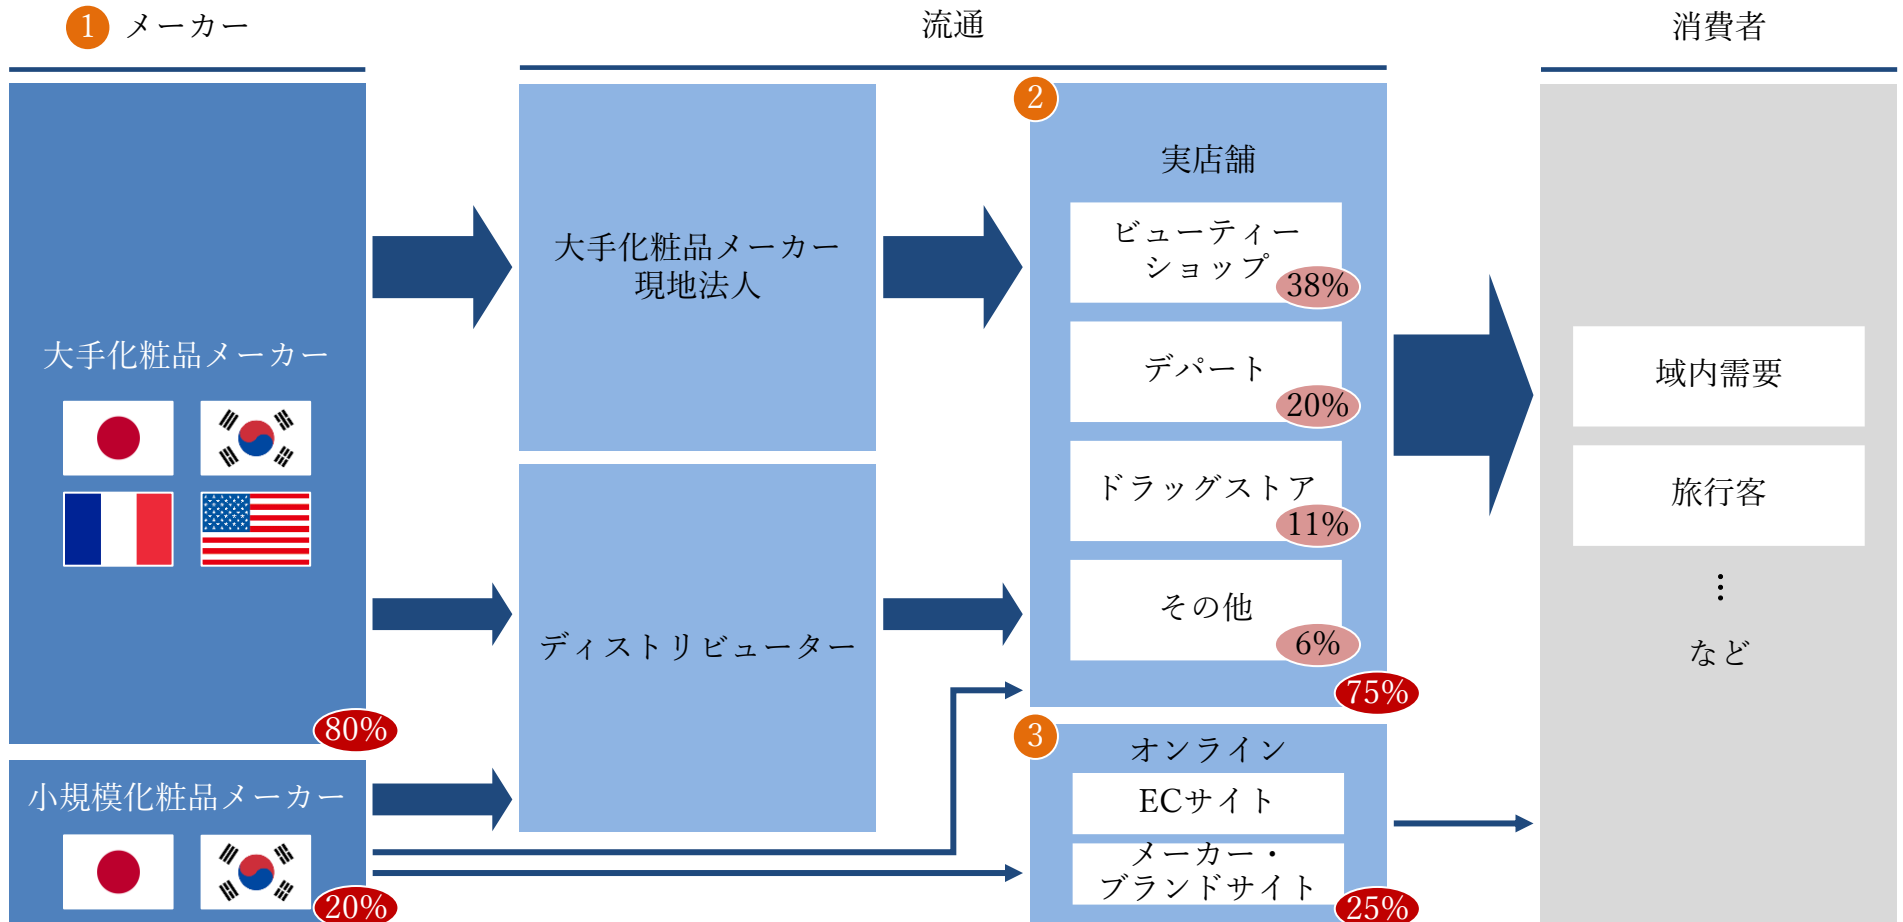 1 メーカー
流通
消費者
大手化粧品メーカー
80%
小規模化粧品メーカー
20%
大手化粧品メーカー
現地法人
ディストリビューター
2
実店舗
ビューティー
ショップ
38%
デパート
20%
ドラッグストア
11%
その他
6%
75%
3
オンライン
ECサイト
メーカー・
ブランドサイト
25%
域内需要
旅行客
…
など